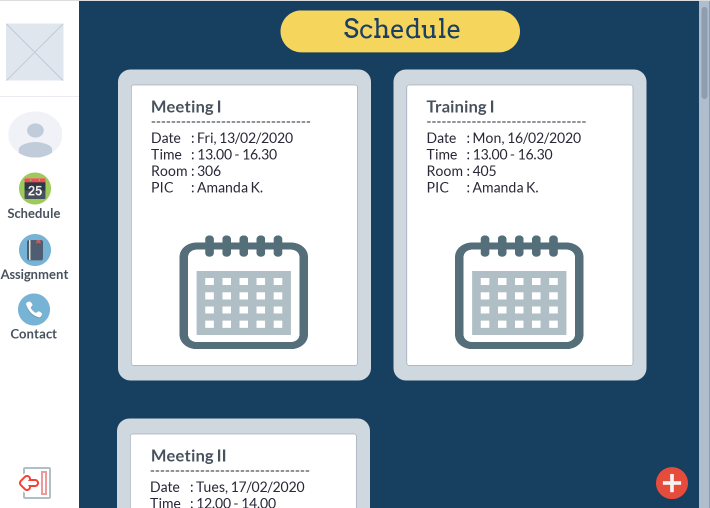 Schedule
Meeting I
--------------------------------
Date : Fri, 13/02/2020
Time : 13.00 - 16.30
Room : 306
PIC : Amanda K.
Training I
--------------------------------
Date : Mon, 16/02/2020
Time : 13.00 - 16.30
Room : 405
PIC : Amanda K.
25
Schedule
Assignment
Contact
Meeting II
--------------------------------
Date : Tues, 17/02/2020
Time : 12.00 - 14.00